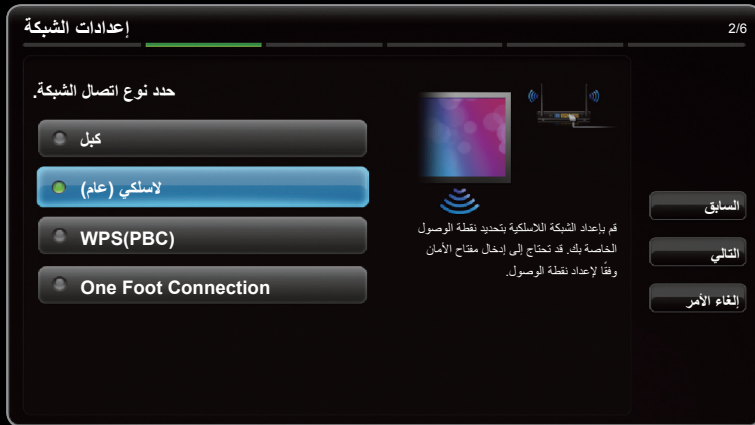 إعدادات الشبكة
2/6
حدد نوع اتصال الشبكة.
كبل
لاسلكي (عام)
WPS(PBC)
One Foot Connection
قم بإعداد الشبكة اللاسلكية بتحديد نقطة الوصول
الخاصة بك. قد تحتاج إلى إدخال مفتاح الأمان
وفقًا لإعداد نقطة الوصول.
السابق
التالي
إلغاء الأمر